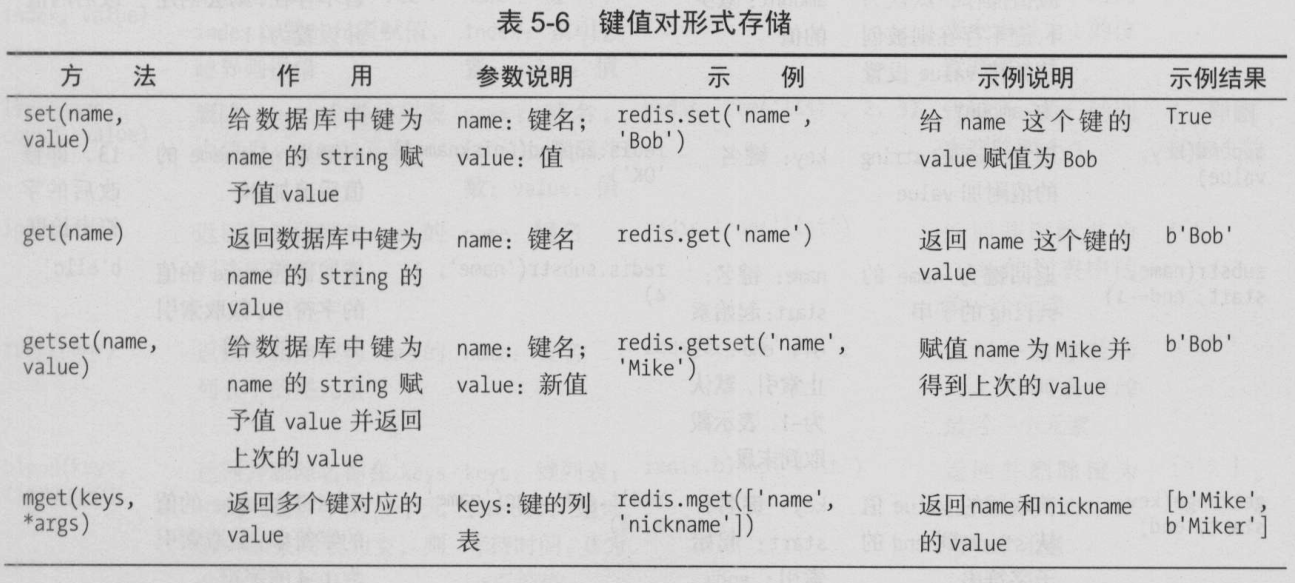 表 5-6 键值对形式存储
方 法 作 用 参数说明 示 例 示例说明 示例结果
set(name, 给数据库中键为 name: 键名; redis.set('name', 给 name 这个键的 True
value) name 的 string 赋 value: 值 'Bob') value 赋值为 Bob
予值 value
get(name) 返回数据库中键为 name: 键名 redis.get('name') 返回 name 这个键的 b'Bob'
name 的 string 的 value
value
getset(name, 给数据库中键为 name: 键名; redis.getset('name', 赋值 name 为 Mike 并 b'Bob'
value) name 的 string 赋 value: 新值 'Mike') 得到上次的 value
予值 value 并返回
上次的 value
mget(keys, 返回多个键对应的 keys: 键的列 redis.mget(['name', 返回 name 和 nickname [b'Mike',
*args) value 表 'nickname']) 的 value b'Miker']